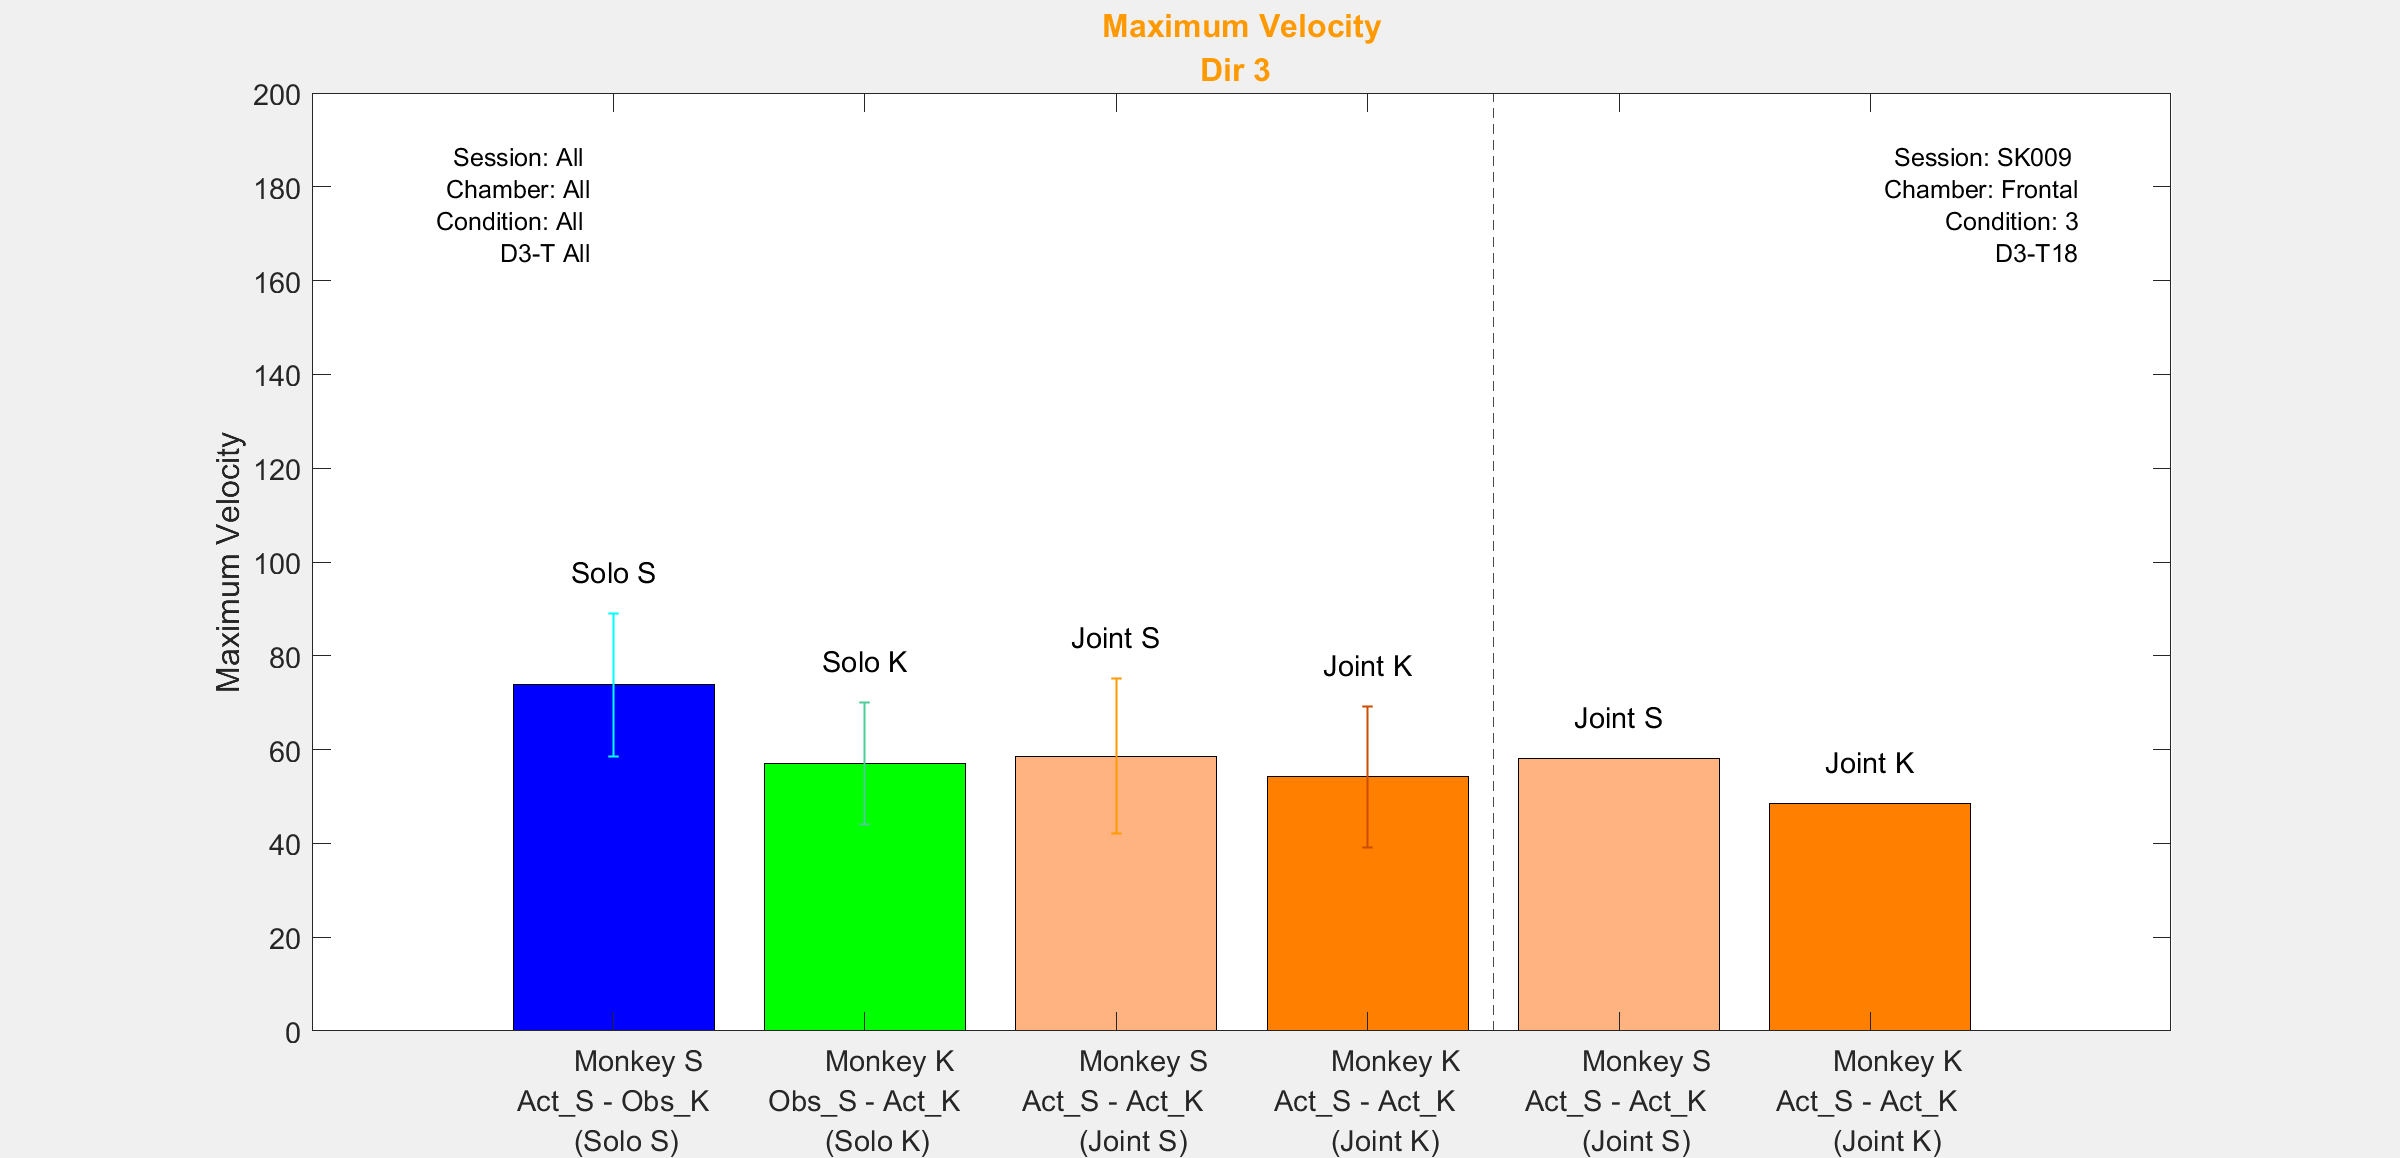 Maximum Velocity
Dir 3
Session: All
Chamber: All
Condition: All
D3-T All
Session: SK009
Chamber: Frontal
Condition: 3
D3-T18
Maximum Velocity
200
180
160
140
120
100
80
60
40
20
0
Solo S
Solo K
Joint S
Joint K
Joint S
Joint K
Monkey S
Act_S - Obs_K
(Solo S)
Monkey K
Obs_S - Act_K
(Solo K)
Monkey S
Act_S - Act_K
(Joint S)
Monkey K
Act_S - Act_K
(Joint K)
Monkey S
Act_S - Act_K
(Joint S)
Monkey K
Act_S - Act_K
(Joint K)